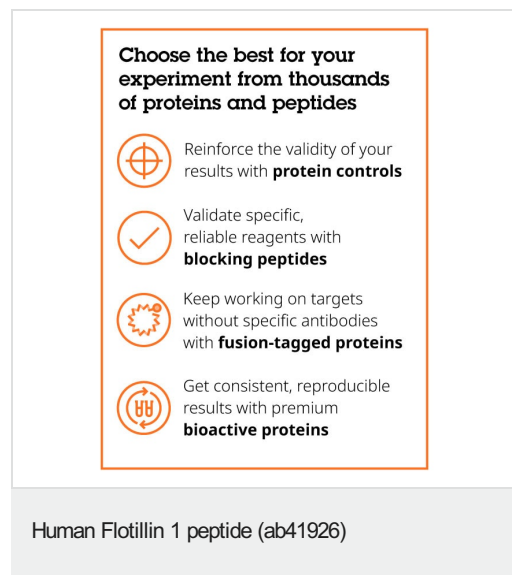 Choose the best for your
experiment from thousands
of proteins and peptides
Reinforce the validity of your
results with protein controls
Validate specific,
reliable reagents with
blocking peptides
Keep working on targets
without specific antibodies
with fusion-tagged proteins
Get consistent, reproducible
results with premium
bioactive proteins
Human Flotillin 1 peptide (ab41926)